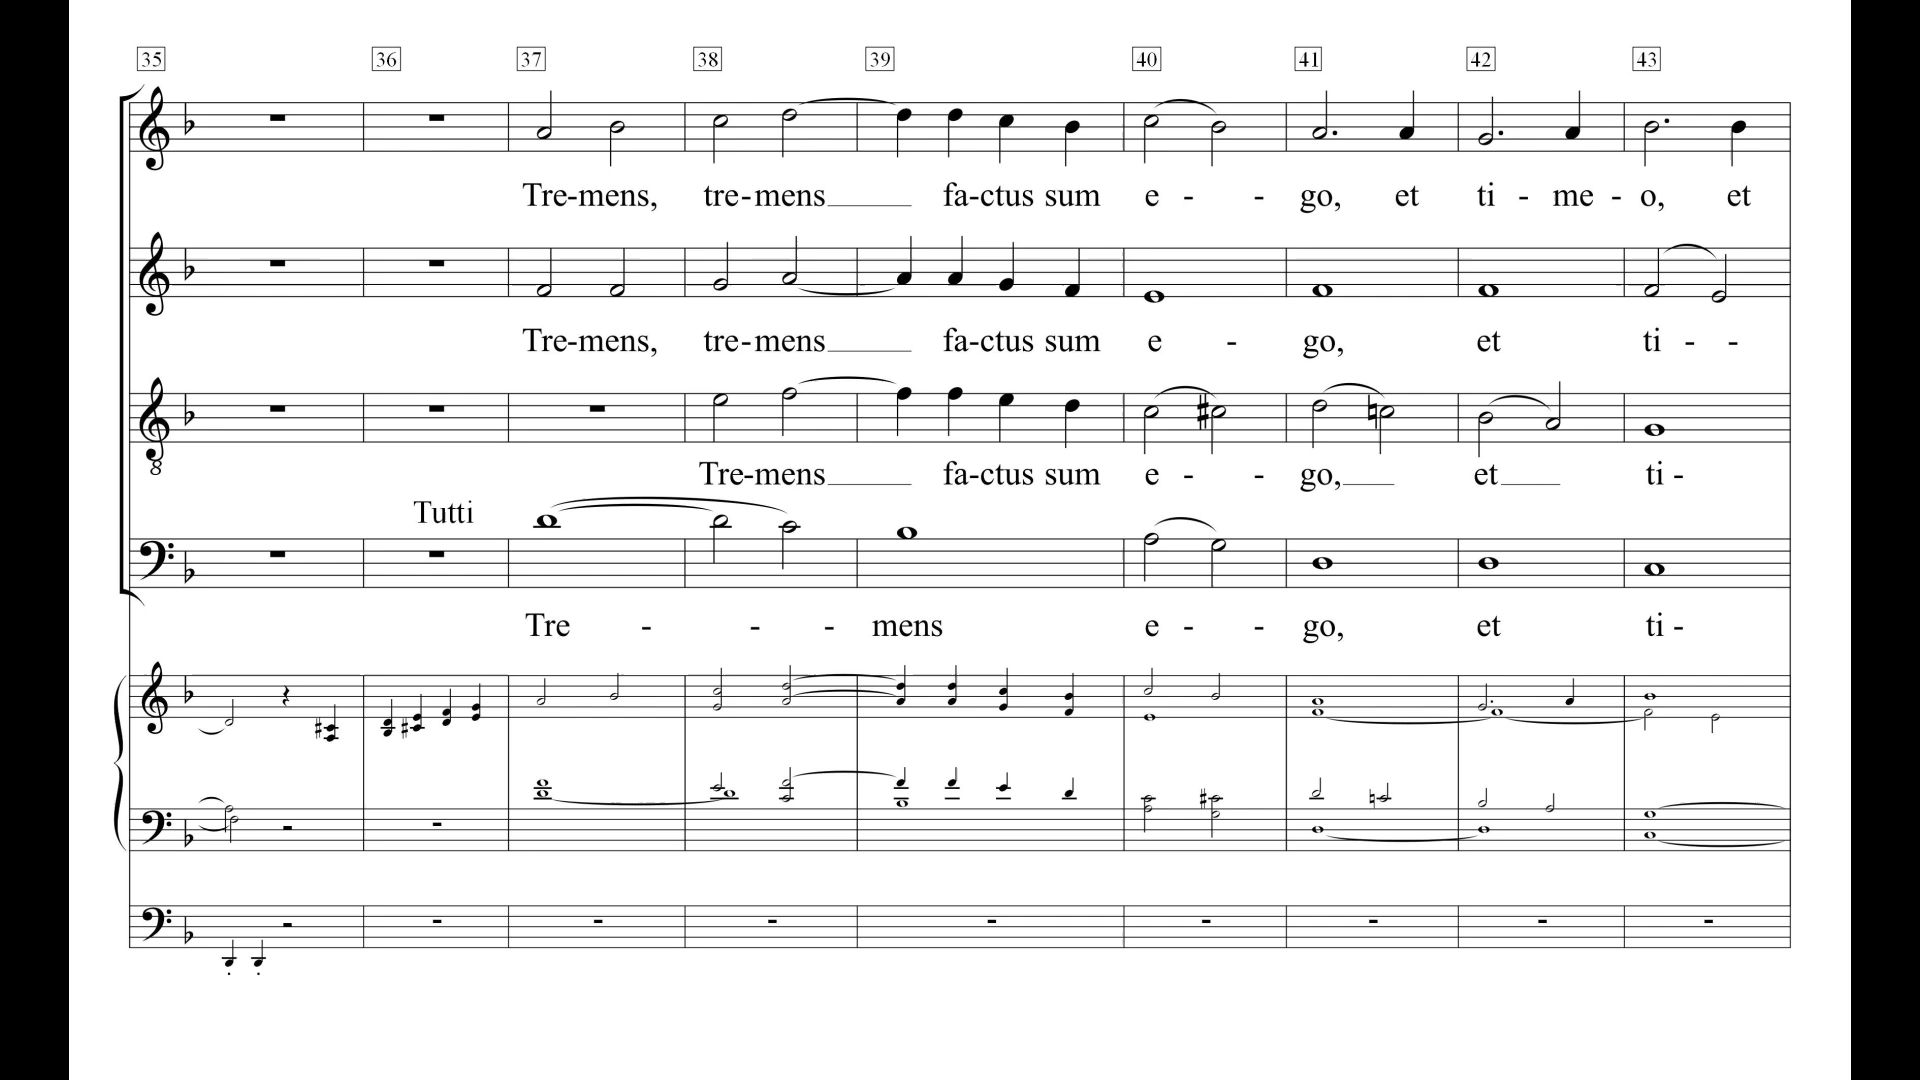 35 36 37 38 39 40 41 42 43
Tre-mens, tre-mens fa-ctus sum e - - go, et ti - me - o, et
Tre-mens, tre-mens fa-ctus sum e - go, et ti - -
8
Tre-mens fa-ctus sum e - - go, et ti -
Tutti
Tre - - - mens e - - go, et ti -